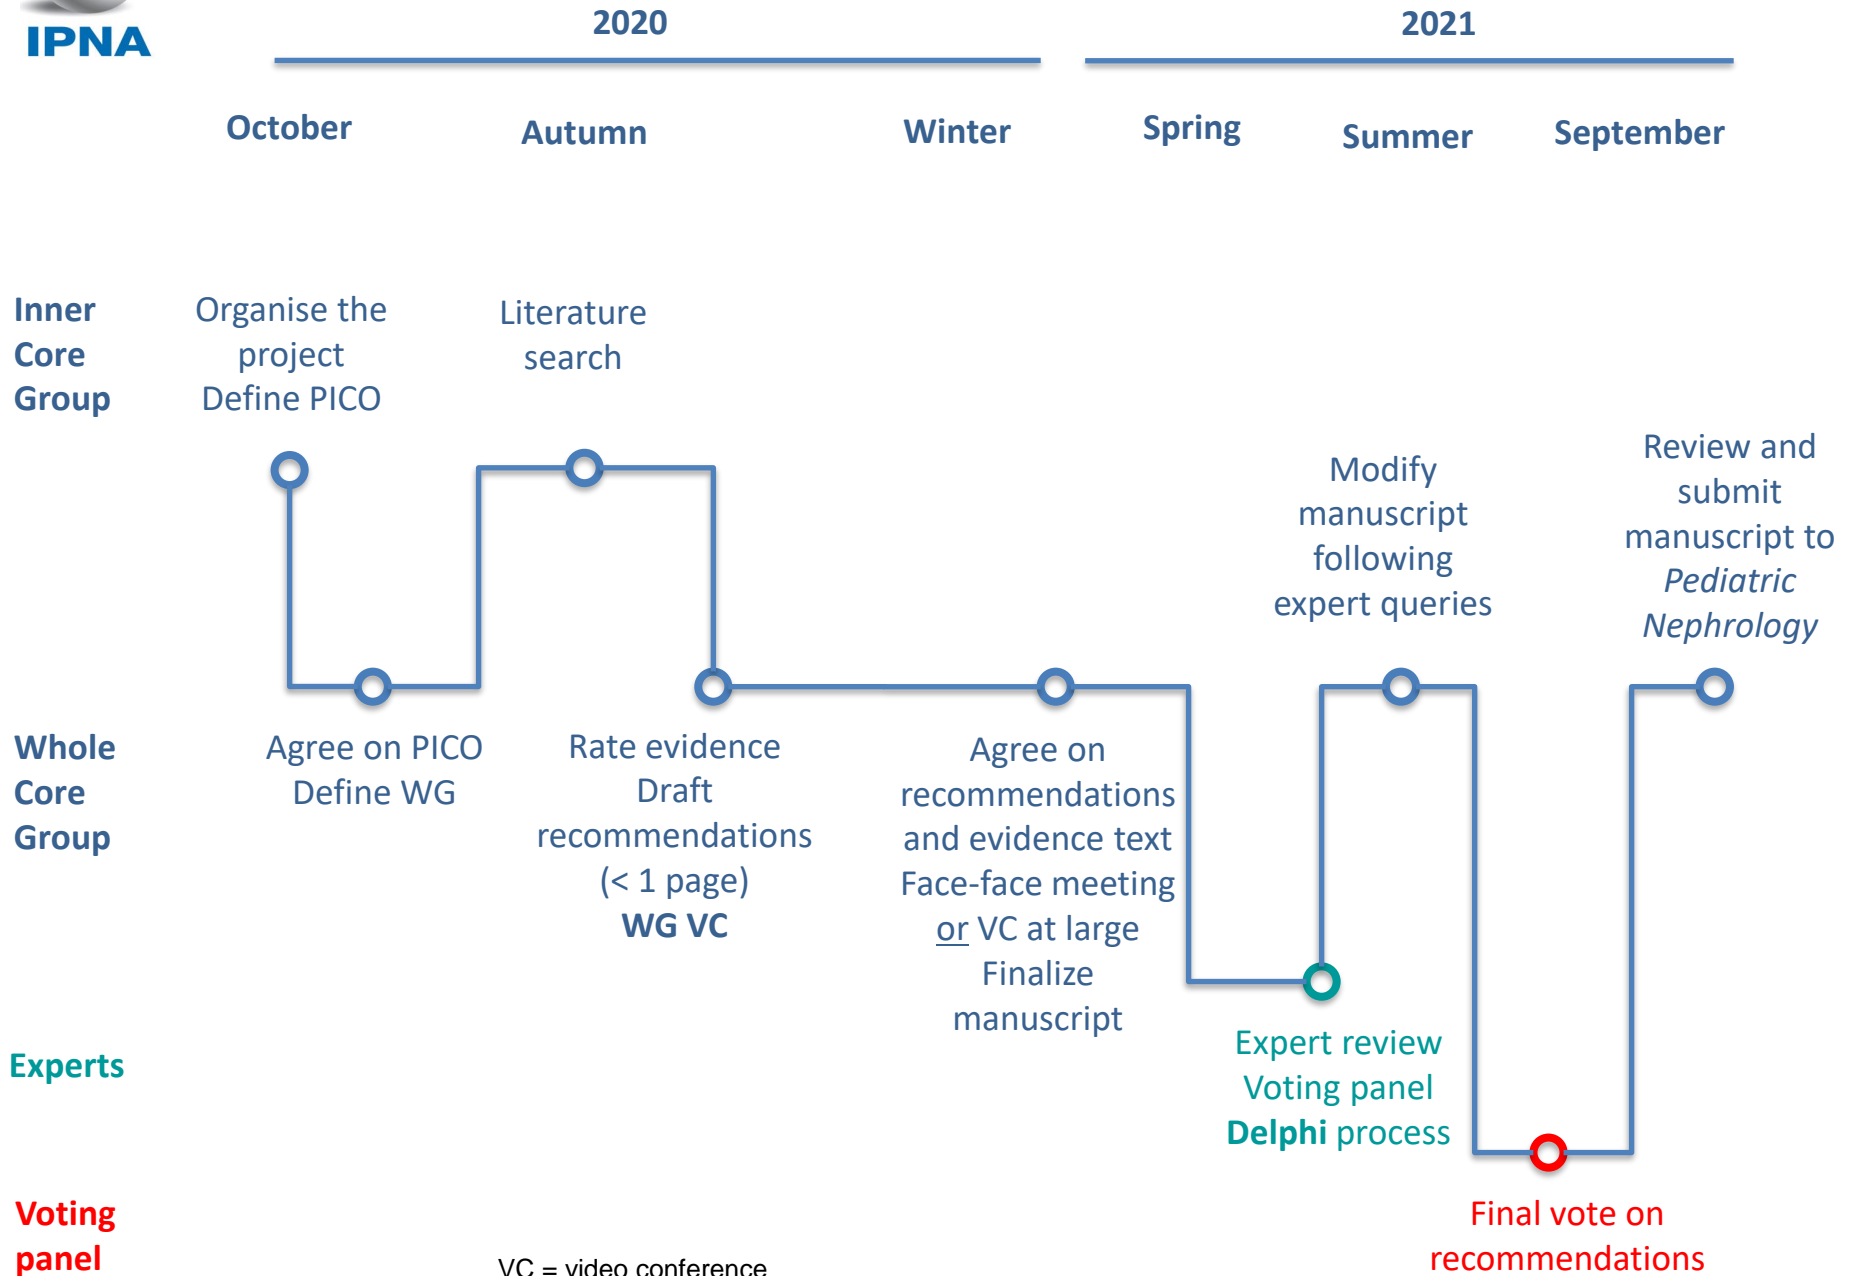 IPNA
2020
2021
October
Autumn
Winter
Spring
Summer
September
Inner
Core
Group
Organise the
project
Define PICO
Literature
search
Modify
manuscript
following
expert queries
Review and
submit
manuscript to
Pediatric
Nephrology
Whole
Core
Group
Agree on PICO
Define WG
Rate evidence
Draft
recommendations
(< 1 page)
WG VC
Agree on
recommendations
and evidence text
Face-face meeting
or VC at large
Finalize
manuscript
Experts
Expert review
Voting panel
Delphi process
Voting
panel
Final vote on
recommendations
VC = video conference